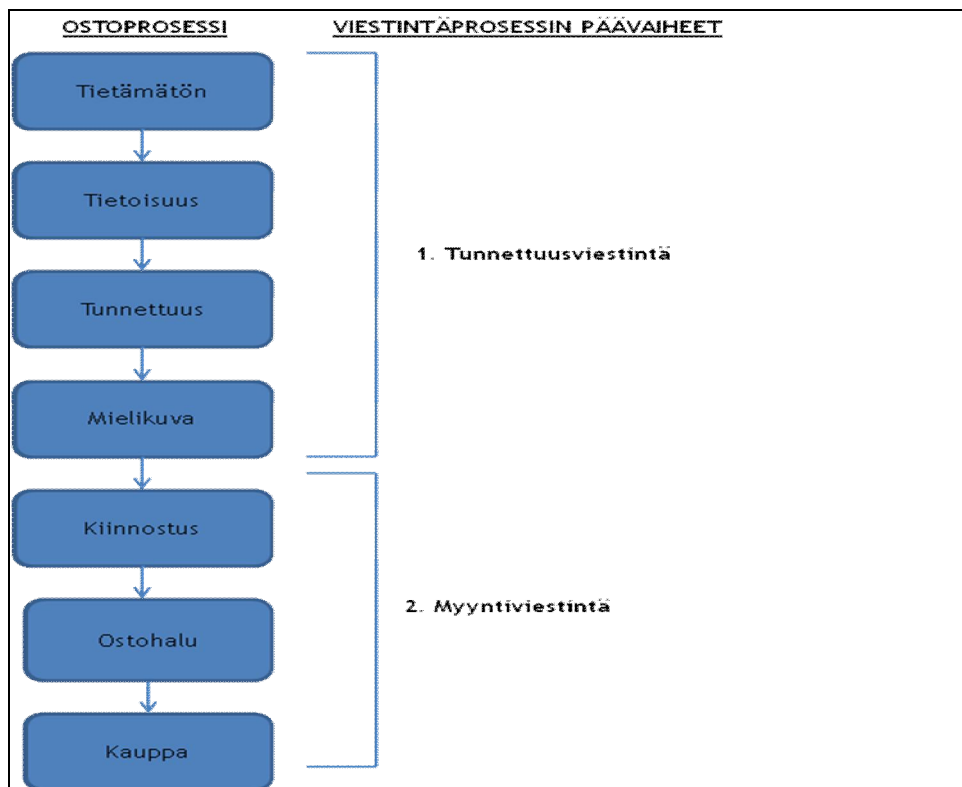 OSTOPROSESSI
VIESTINTÄPROSESSIN PÄÄVAIHEET
Tietämätön
Tietoisuus
Tunnettuus
Mielikuva
1. Tunnettuusviestintä
Kiinnostus
Ostohalu
Kauppa
2. Myyntiviestintä